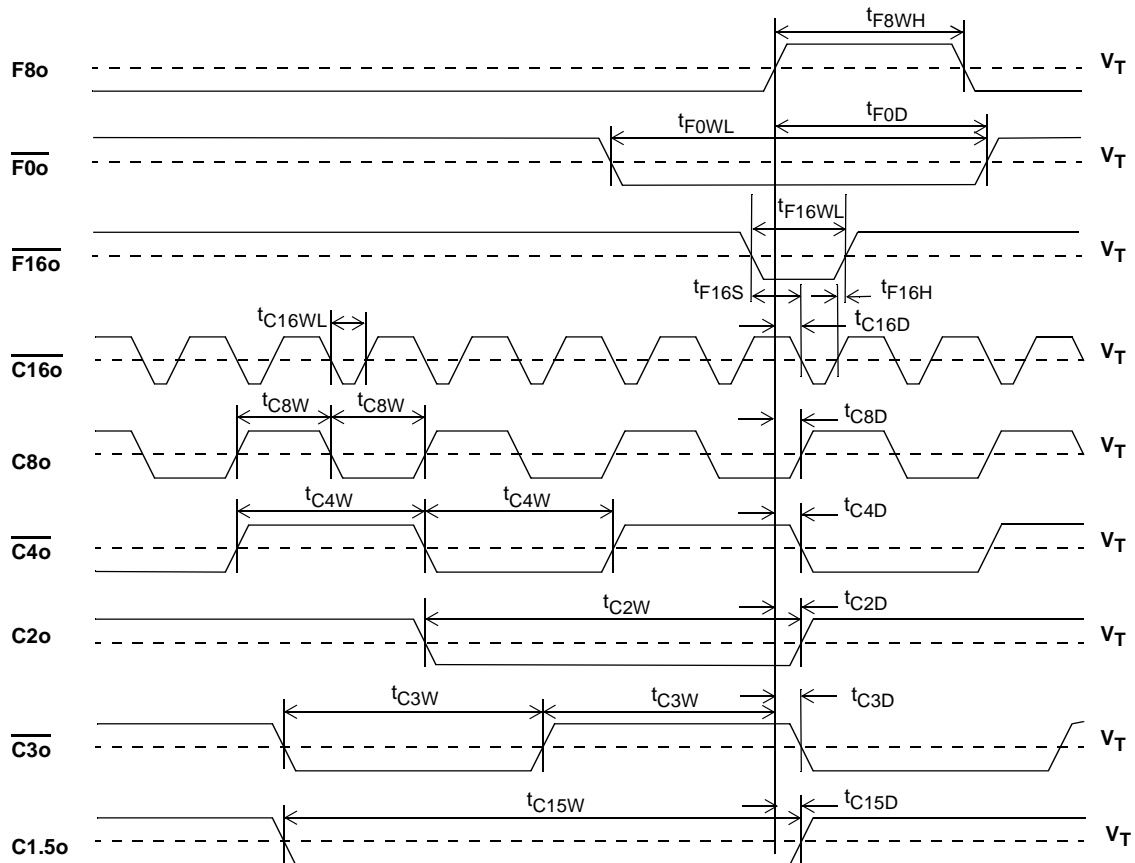 tF8WH
F8o VT
tF0WL tF0D
F0o VT
tF16WL
F16o VT
tF16S tF16H
tC16WL tC16D
C16o VT
tC8W tC8W tC8D
C8o VT
tC4W tC4W tC4D
C4o VT
tC2W tC2D
C2o VT
tC3W tC3W tC3D
C3o VT
tC15W tC15D
C1.5o VT